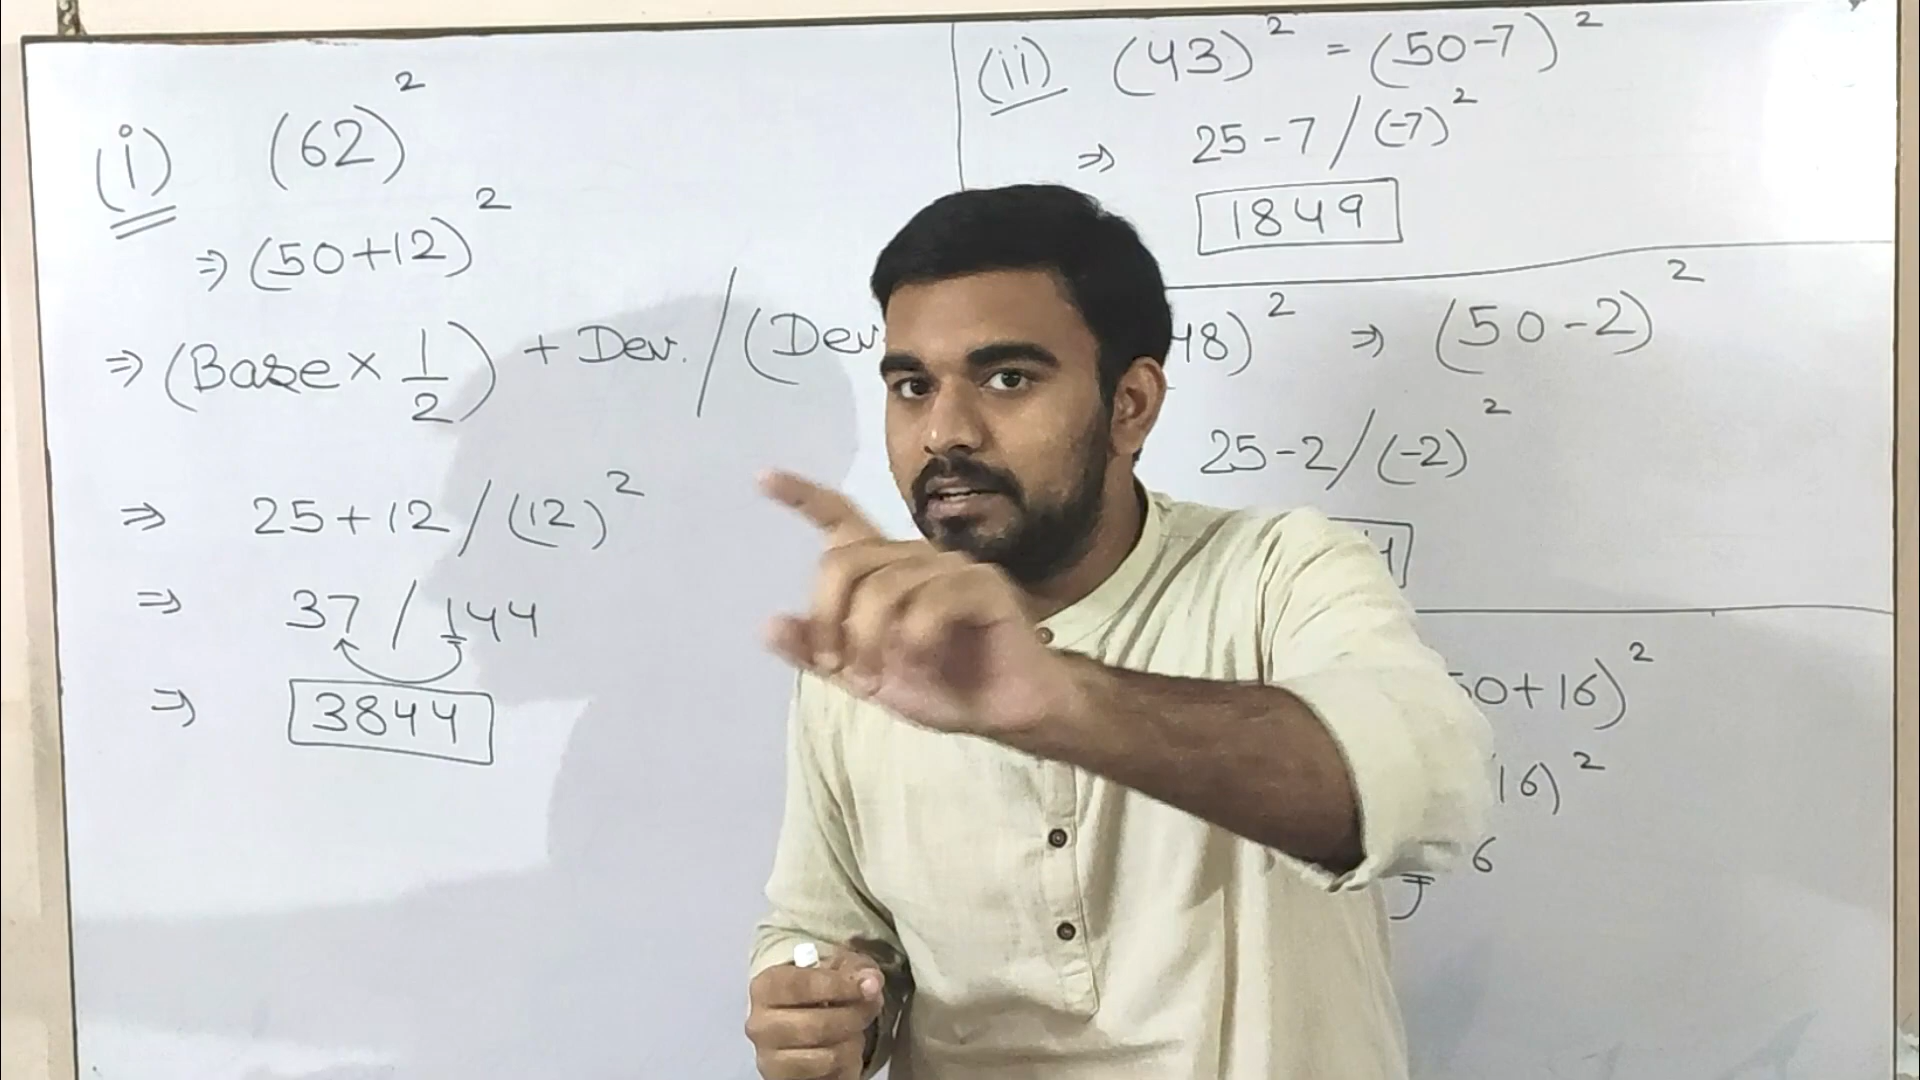 (i) (62)²
⇒ (50+12)²
⇒ (Base × 1/2) + Dev. / (Dev
⇒ 25+12 / (12)²
⇒ 37 / 144
⇒ 3844
(ii) (43)² = (50-7)²
⇒ 25-7 / (-7)²
1849
48)² ⇒ (50-2)²
25-2 / (-2)²
4
50+16)²
16)²
6